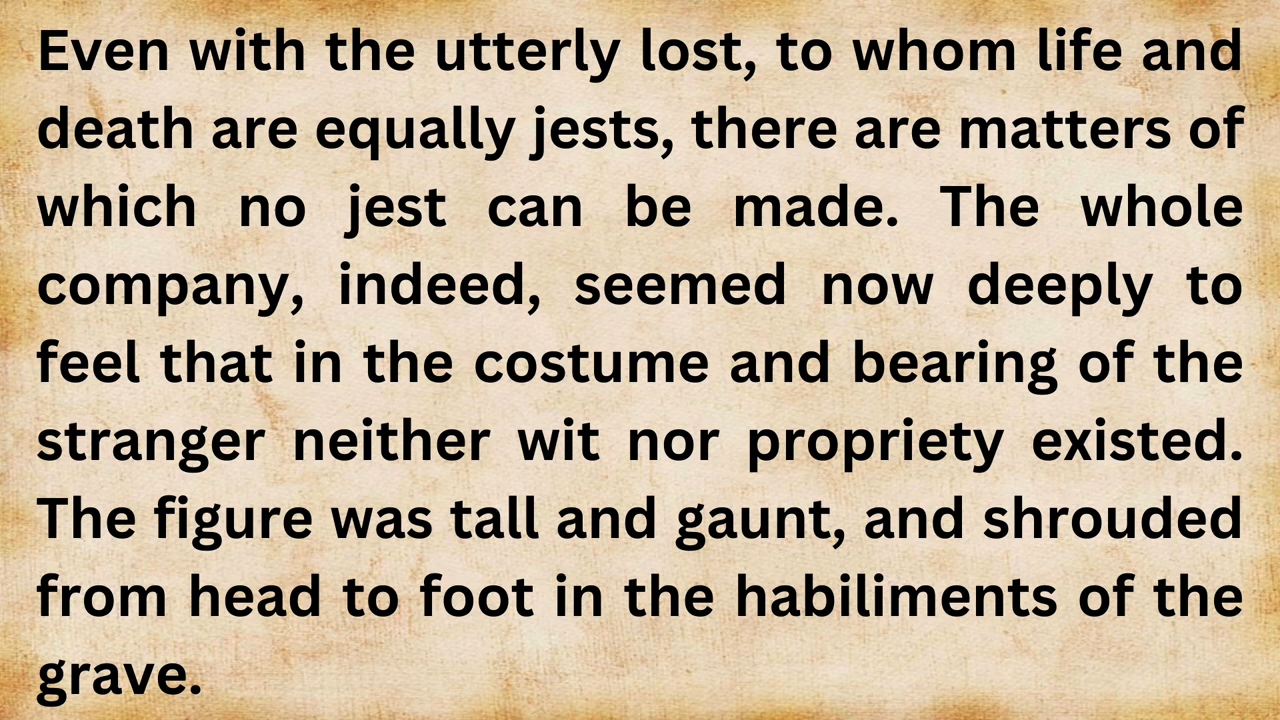 Even with the utterly lost, to whom life and
death are equally jests, there are matters of
which no jest can be made. The whole
company, indeed, seemed now deeply to
feel that in the costume and bearing of the
stranger neither wit nor propriety existed.
The figure was tall and gaunt, and shrouded
from head to foot in the habiliments of the
grave.